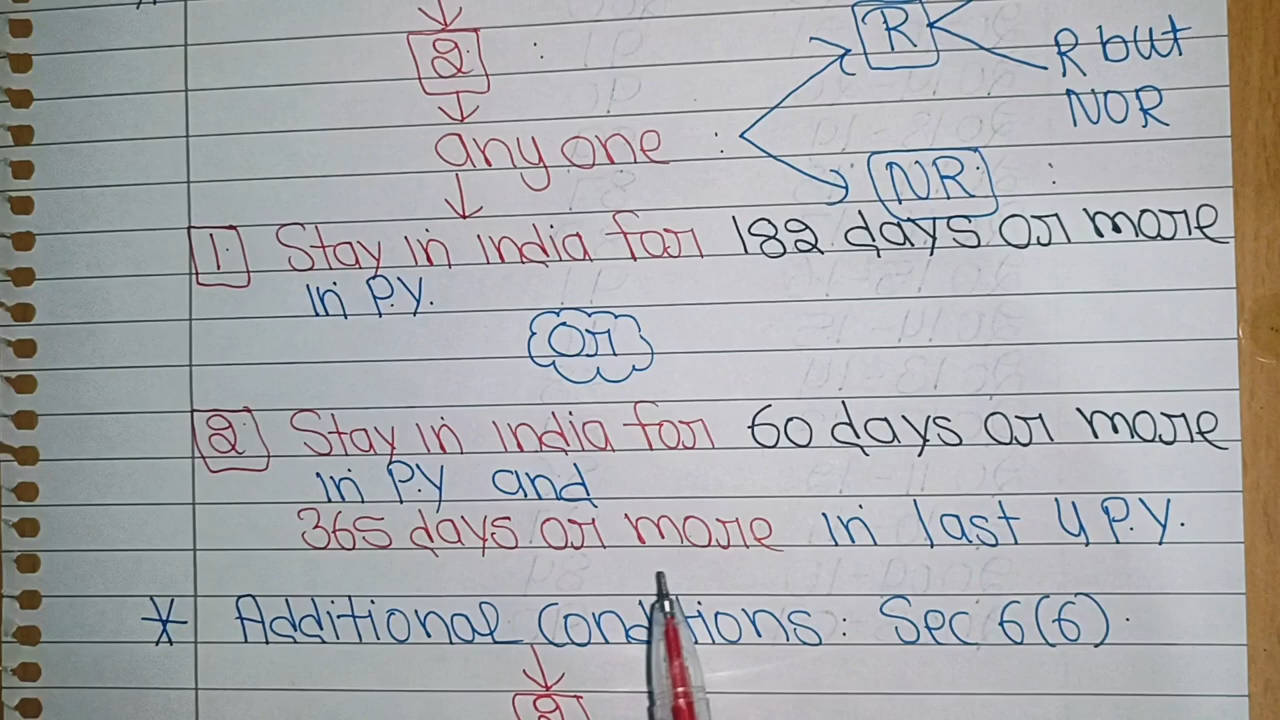 2 :
R
R but
NOR
any one :
NR :
1. Stay in india for 182 days or more
in P.Y.
or
2. Stay in india for 60 days or more
in P.Y and
365 days or more in last 4 P.Y.
* Additional Conditions: Sec 6(6).
2